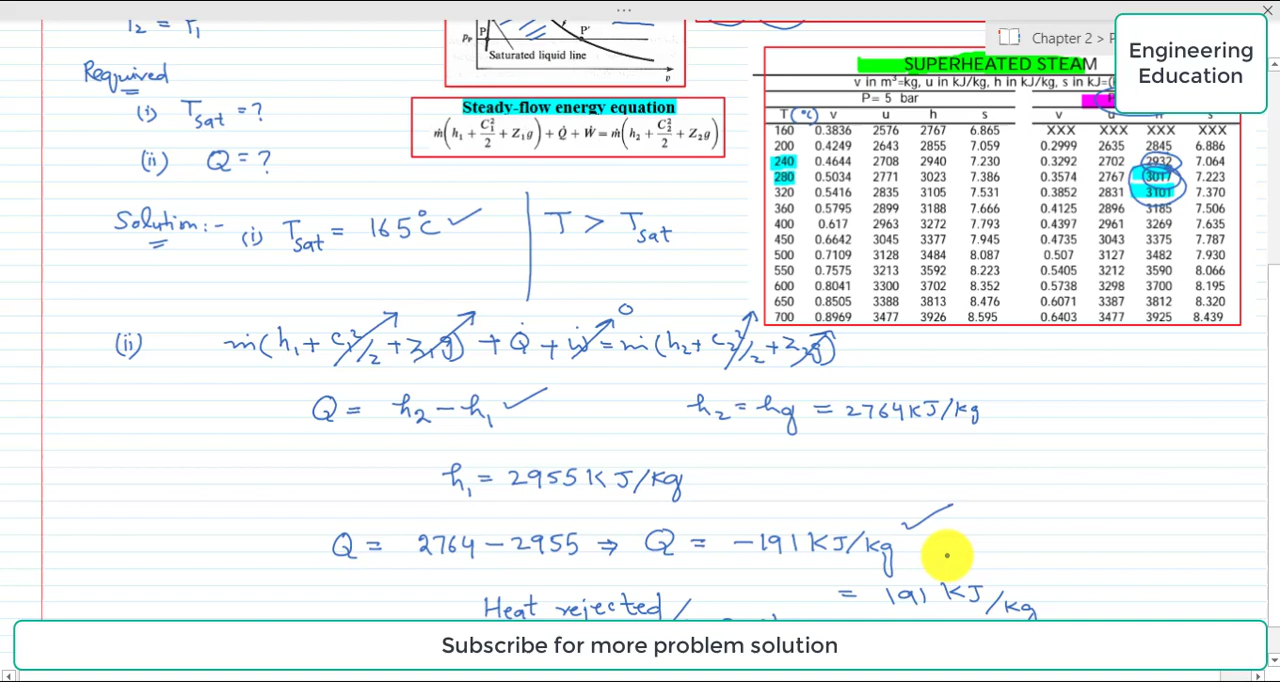 T₂ = T₁
P
P'
Saturated liquid line
v
Chapter 2 >
Engineering
Education
Required
(i) Tsat = ?
(ii) Q = ?
Steady-flow energy equation
ṁ(h₁ + C₁²/2 + Z₁g) + Q̇ + Ẇ = ṁ(h₂ + C₂²/2 + Z₂g)
SUPERHEATED STEAM
v in m³=kg, u in kJ/kg, h in kJ/kg, s in kJ=(
P= 5 bar
T (°C) v u h s v
160 0.3836 2576 2767 6.865 XXX XXX XXX XXX
200 0.4249 2643 2855 7.059 0.2999 2635 2845 6.886
240 0.4644 2708 2940 7.230 0.3292 2702 2932 7.064
280 0.5034 2771 3023 7.386 0.3574 2767 3017 7.223
320 0.5416 2835 3105 7.531 0.3852 2831 3101 7.370
360 0.5795 2899 3188 7.666 0.4125 2896 3185 7.506
400 0.617 2963 3272 7.793 0.4397 2961 3269 7.635
450 0.6642 3045 3377 7.945 0.4735 3043 3375 7.787
500 0.7109 3128 3484 8.087 0.507 3127 3482 7.930
550 0.7575 3213 3592 8.223 0.5405 3212 3590 8.066
600 0.8041 3300 3702 8.352 0.5738 3298 3700 8.195
650 0.8505 3388 3813 8.476 0.6071 3387 3812 8.320
700 0.8969 3477 3926 8.595 0.6403 3477 3925 8.439
Solution:- (i) Tsat = 165°C ✓ T > Tsat
(ii) ṁ(h₁ + C₁²/2 + Z₁g) + Q̇ + Ẇ = ṁ(h₂ + C₂²/2 + Z₂g)
0
Q = h₂ - h₁ ✓ h₂ = hg = 2764 KJ/kg
h₁ = 2955 KJ/kg
Q = 2764 - 2955 ⇒ Q = -191 KJ/kg ✓
= 191 KJ/kg
Heat rejected/
Subscribe for more problem solution